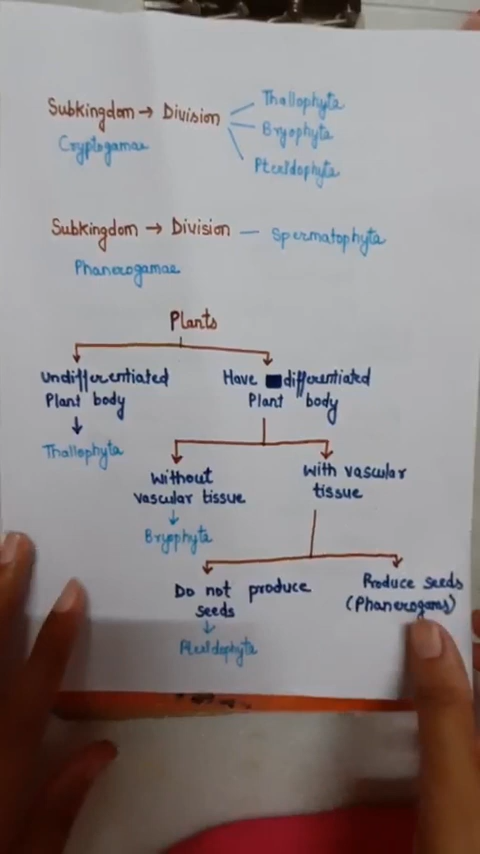 Subkingdom → Division
Thallophyta
Bryophyta
Pteridophyta
Cryptogamae
Subkingdom → Division — Spermatophyta
Phanerogamae
Plants
Undifferentiated
Plant body
Have differentiated
Plant body
Thallophyta
Without
vascular tissue
With vascular
tissue
Bryophyta
Do not produce
seeds
Produce seeds
(Phanerogams)
Pteridophyta